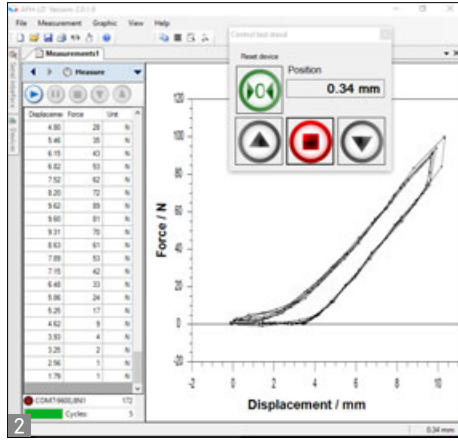 AFH-LD Version 2.0.1.0
File Measurement Graphic View Help
Measurements1
Measure
Displaceme Force Unit
4.80 28 N
5.46 35 N
6.15 43 N
6.82 53 N
7.52 62 N
8.20 72 N
9.62 89 N
9.60 81 N
9.31 70 N
8.63 61 N
7.89 53 N
7.15 42 N
6.48 33 N
5.86 24 N
5.25 17 N
4.62 9 N
3.93 4 N
3.25 2 N
2.56 1 N
1.79 1 N
COM7:9600,8N1 172
Cycles: 5
Control test stand
Reset device
Position
0.34 mm
120
100
80
60
40
20
0
-20
Force / N
-2 0 2 4 6 8 10
Displacement / mm
0.34 mm
2